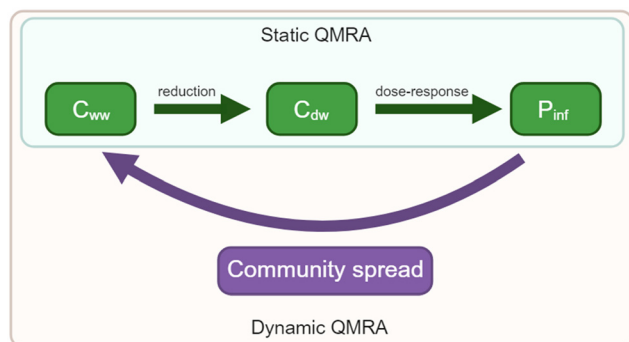 Static QMRA
reduction
dose-response
Cww
Cdw
Pinf
Community spread
Dynamic QMRA